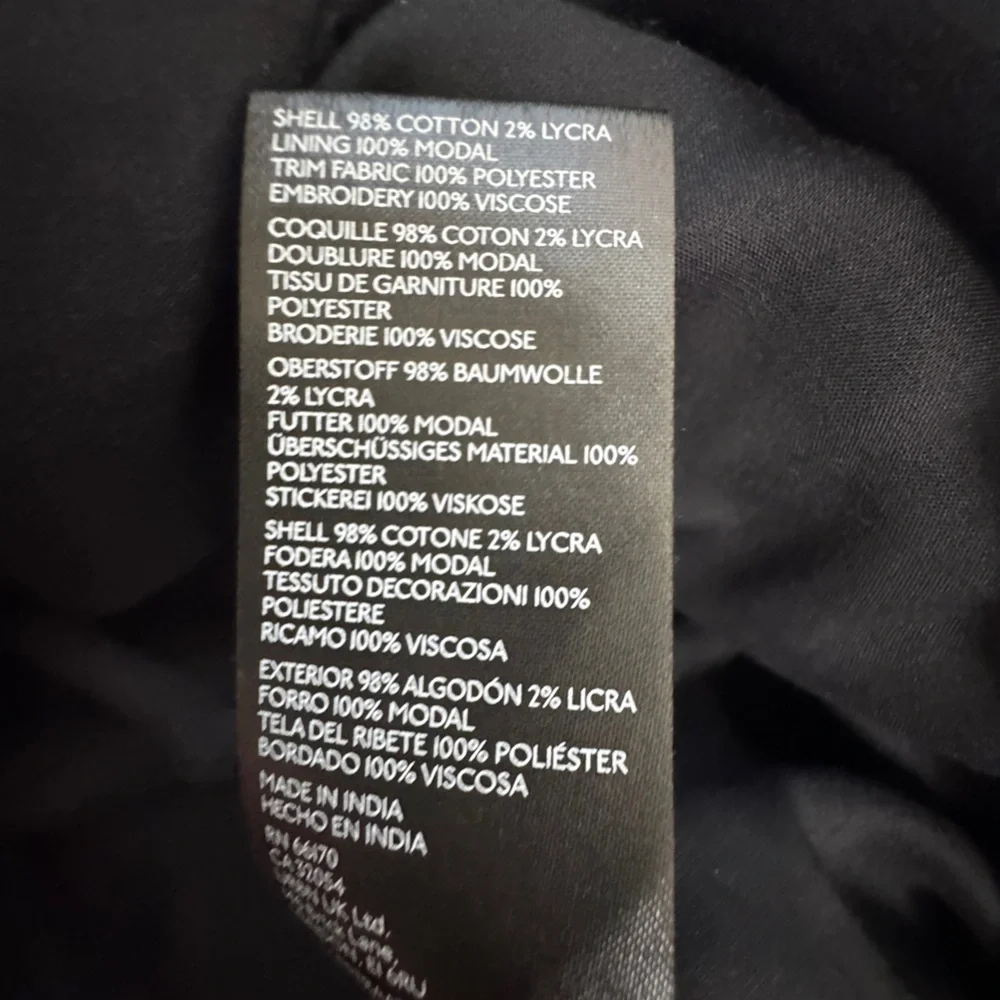 SHELL 98% COTTON 2% LYCRA
LINING 100% MODAL
TRIM FABRIC 100% POLYESTER
EMBROIDERY 100% VISCOSE
COQUILLE 98% COTON 2% LYCRA
DOUBLURE 100% MODAL
TISSU DE GARNITURE 100%
POLYESTER
BRODERIE 100% VISCOSE
OBERSTOFF 98% BAUMWOLLE
2% LYCRA
FUTTER 100% MODAL
ÜBERSCHÜSSIGES MATERIAL 100%
POLYESTER
STICKEREI 100% VISKOSE
SHELL 98% COTONE 2% LYCRA
FODERA 100% MODAL
TESSUTO DECORAZIONI 100%
POLIESTERE
RICAMO 100% VISCOSA
EXTERIOR 98% ALGODÓN 2% LICRA
FORRO 100% MODAL
TELA DEL RIBETE 100% POLIÉSTER
BORDADO 100% VISCOSA
MADE IN INDIA
HECHO EN INDIA
RN 66170
CA 32054
UK Ltd.
Lane,